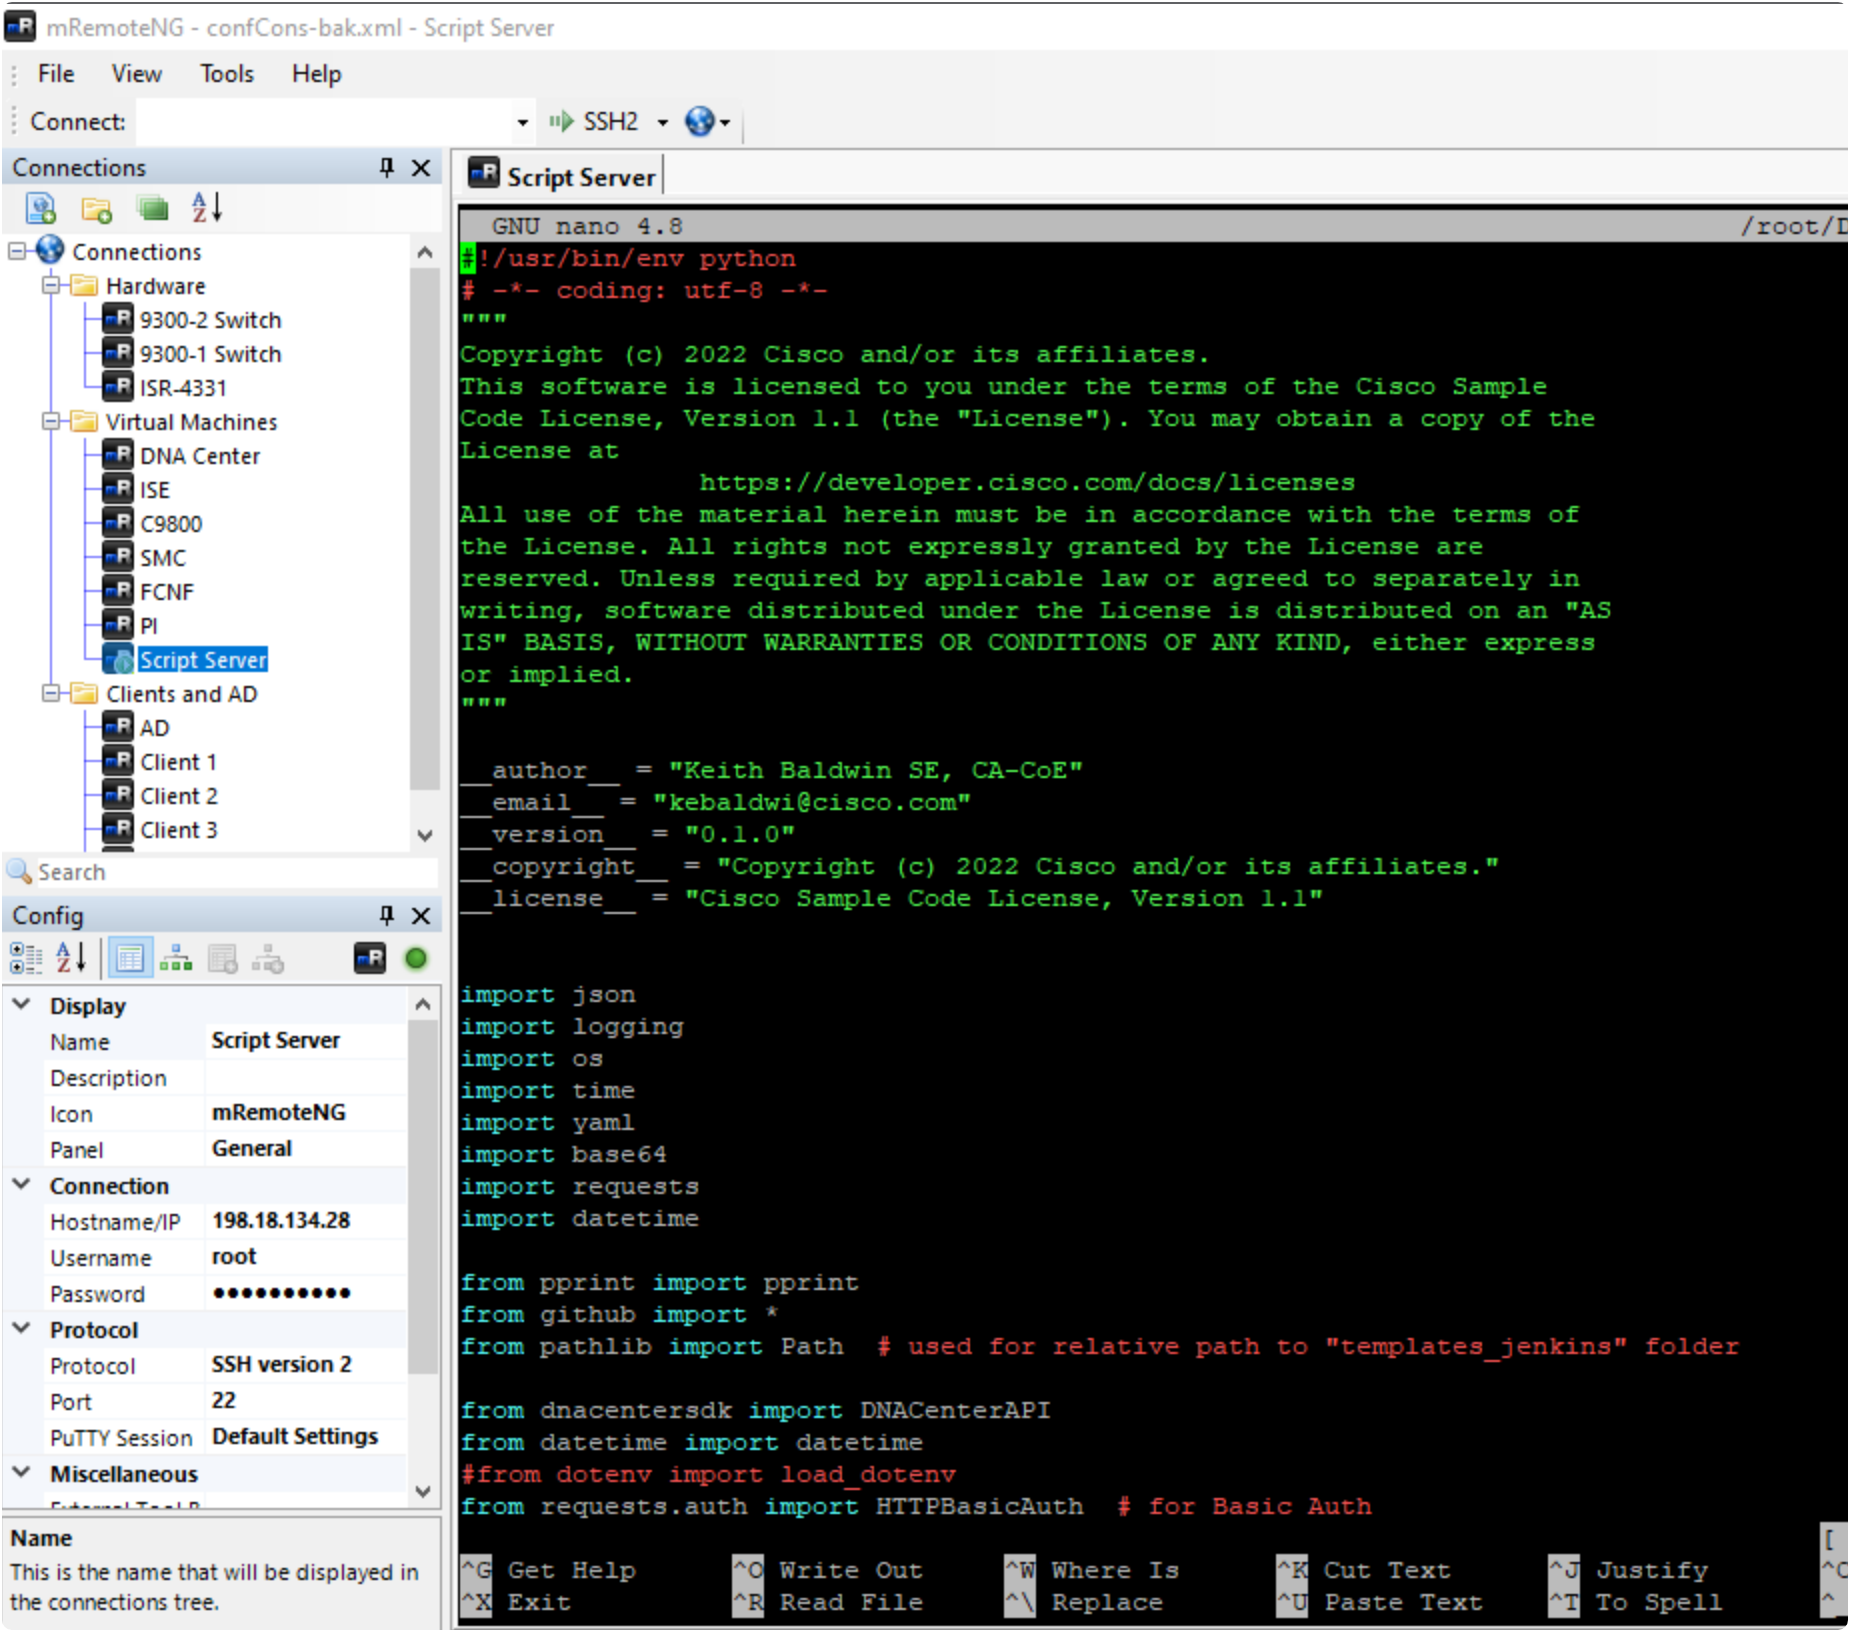 mRemoteNG - confCons-bak.xml - Script Server
File View Tools Help
Connect: SSH2
Connections
Connections
Hardware
9300-2 Switch
9300-1 Switch
ISR-4331
Virtual Machines
DNA Center
ISE
C9800
SMC
FCNF
PI
Script Server
Clients and AD
AD
Client 1
Client 2
Client 3
Search
Config
Display
Name Script Server
Description
Icon mRemoteNG
Panel General
Connection
Hostname/IP 198.18.134.28
Username root
Password ●●●●●●●●●●
Protocol
Protocol SSH version 2
Port 22
PuTTY Session Default Settings
Miscellaneous
Name
This is the name that will be displayed in
the connections tree.
Script Server
GNU nano 4.8 /root/D
#!/usr/bin/env python
# -*- coding: utf-8 -*-
"""
Copyright (c) 2022 Cisco and/or its affiliates.
This software is licensed to you under the terms of the Cisco Sample
Code License, Version 1.1 (the "License"). You may obtain a copy of the
License at
https://developer.cisco.com/docs/licenses
All use of the material herein must be in accordance with the terms of
the License. All rights not expressly granted by the License are
reserved. Unless required by applicable law or agreed to separately in
writing, software distributed under the License is distributed on an "AS
IS" BASIS, WITHOUT WARRANTIES OR CONDITIONS OF ANY KIND, either express
or implied.
"""
__author__ = "Keith Baldwin SE, CA-CoE"
__email__ = "kebaldwi@cisco.com"
__version__ = "0.1.0"
__copyright__ = "Copyright (c) 2022 Cisco and/or its affiliates."
__license__ = "Cisco Sample Code License, Version 1.1"
import json
import logging
import os
import time
import yaml
import base64
import requests
import datetime
from pprint import pprint
from github import *
from pathlib import Path # used for relative path to "templates_jenkins" folder
from dnacentersdk import DNACenterAPI
from datetime import datetime
#from dotenv import load_dotenv
from requests.auth import HTTPBasicAuth # for Basic Auth
[
^G Get Help ^O Write Out ^W Where Is ^K Cut Text ^J Justify ^C
^X Exit ^R Read File ^\ Replace ^U Paste Text ^T To Spell ^_